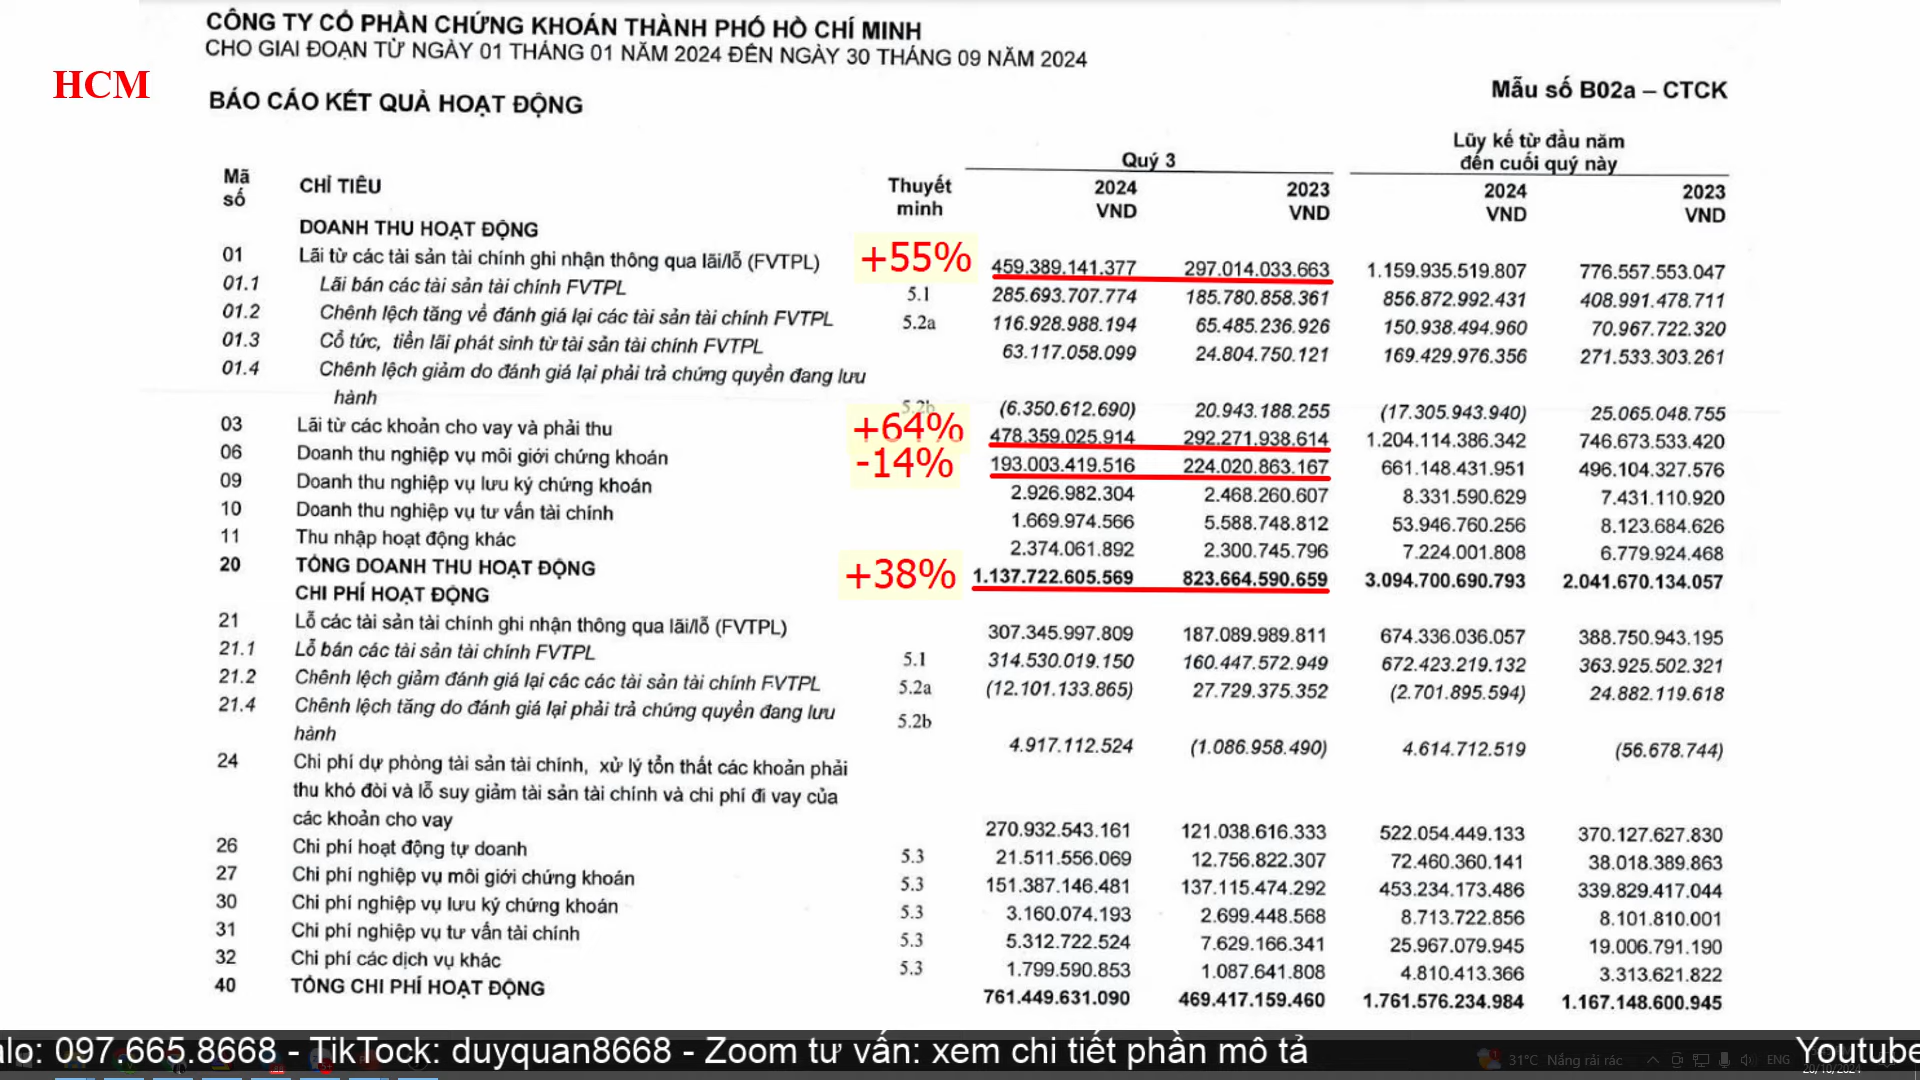 CÔNG TY CỔ PHẦN CHỨNG KHOÁN THÀNH PHỐ HỒ CHÍ MINH
CHO GIAI ĐOẠN TỪ NGÀY 01 THÁNG 01 NĂM 2024 ĐẾN NGÀY 30 THÁNG 09 NĂM 2024
HCM
BÁO CÁO KẾT QUẢ HOẠT ĐỘNG
Mẫu số B02a – CTCK
Quý 3
Lũy kế từ đầu năm
đến cuối quý này
Mã số CHỈ TIÊU Thuyết minh 2024 VND 2023 VND 2024 VND 2023 VND
DOANH THU HOẠT ĐỘNG
01 Lãi từ các tài sản tài chính ghi nhận thông qua lãi/lỗ (FVTPL) +55% 459.389.141.377 297.014.033.663 1.159.935.519.807 776.557.553.047
01.1 Lãi bán các tài sản tài chính FVTPL 5.1 285.693.707.774 185.780.858.361 856.872.992.431 408.991.478.711
01.2 Chênh lệch tăng về đánh giá lại các tài sản tài chính FVTPL 5.2a 116.928.988.194 65.485.236.926 150.938.494.960 70.967.722.320
01.3 Cổ tức, tiền lãi phát sinh từ tài sản tài chính FVTPL 63.117.058.099 24.804.750.121 169.429.976.356 271.533.303.261
01.4 Chênh lệch giảm do đánh giá lại phải trả chứng quyền đang lưu
hành 5.2b (6.350.612.690) 20.943.188.255 (17.305.943.940) 25.065.048.755
03 Lãi từ các khoản cho vay và phải thu +64% 478.359.025.914 292.271.938.614 1.204.114.386.342 746.673.533.420
06 Doanh thu nghiệp vụ môi giới chứng khoán -14% 193.003.419.516 224.020.863.167 661.148.431.951 496.104.327.576
09 Doanh thu nghiệp vụ lưu ký chứng khoán 2.926.982.304 2.468.260.607 8.331.590.629 7.431.110.920
10 Doanh thu nghiệp vụ tư vấn tài chính 1.669.974.566 5.588.748.812 53.946.760.256 8.123.684.626
11 Thu nhập hoạt động khác 2.374.061.892 2.300.745.796 7.224.001.808 6.779.924.468
20 TỔNG DOANH THU HOẠT ĐỘNG +38% 1.137.722.605.569 823.664.590.659 3.094.700.690.793 2.041.670.134.057
CHI PHÍ HOẠT ĐỘNG
21 Lỗ các tài sản tài chính ghi nhận thông qua lãi/lỗ (FVTPL) 307.345.997.809 187.089.989.811 674.336.036.057 388.750.943.195
21.1 Lỗ bán các tài sản tài chính FVTPL 5.1 314.530.019.150 160.447.572.949 672.423.219.132 363.925.502.321
21.2 Chênh lệch giảm đánh giá lại các các tài sản tài chính FVTPL 5.2a (12.101.133.865) 27.729.375.352 (2.701.895.594) 24.882.119.618
21.4 Chênh lệch tăng do đánh giá lại phải trả chứng quyền đang lưu
hành 5.2b 4.917.112.524 (1.086.958.490) 4.614.712.519 (56.678.744)
24 Chi phí dự phòng tài sản tài chính, xử lý tổn thất các khoản phải
thu khó đòi và lỗ suy giảm tài sản tài chính và chi phí đi vay của
các khoản cho vay 270.932.543.161 121.038.616.333 522.054.449.133 370.127.627.830
26 Chi phí hoạt động tự doanh 5.3 21.511.556.069 12.756.822.307 72.460.360.141 38.018.389.863
27 Chi phí nghiệp vụ môi giới chứng khoán 5.3 151.387.146.481 137.115.474.292 453.234.173.486 339.829.417.044
30 Chi phí nghiệp vụ lưu ký chứng khoán 5.3 3.160.074.193 2.699.448.568 8.713.722.856 8.101.810.001
31 Chi phí nghiệp vụ tư vấn tài chính 5.3 5.312.722.524 7.629.166.341 25.967.079.945 19.006.791.190
32 Chi phí các dịch vụ khác 5.3 1.799.590.853 1.087.641.808 4.810.413.366 3.313.621.822
40 TỔNG CHI PHÍ HOẠT ĐỘNG 761.449.631.090 469.417.159.460 1.761.576.234.984 1.167.148.600.945
alo: 097.665.8668 - TikTock: duyquan8668 - Zoom tư vấn: xem chi tiết phần mô tả Youtube
31°C Nắng rải rác ENG
20/10/2024